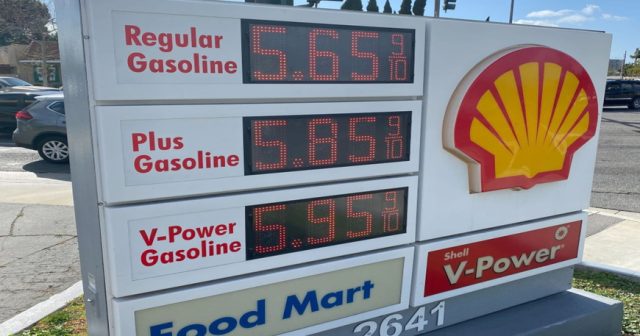 Regular
Gasoline
5.65 9/10
Plus
Gasoline
5.85 9/10
V-Power
Gasoline
5.95 9/10
Shell
V-Power
Food Mart
2641